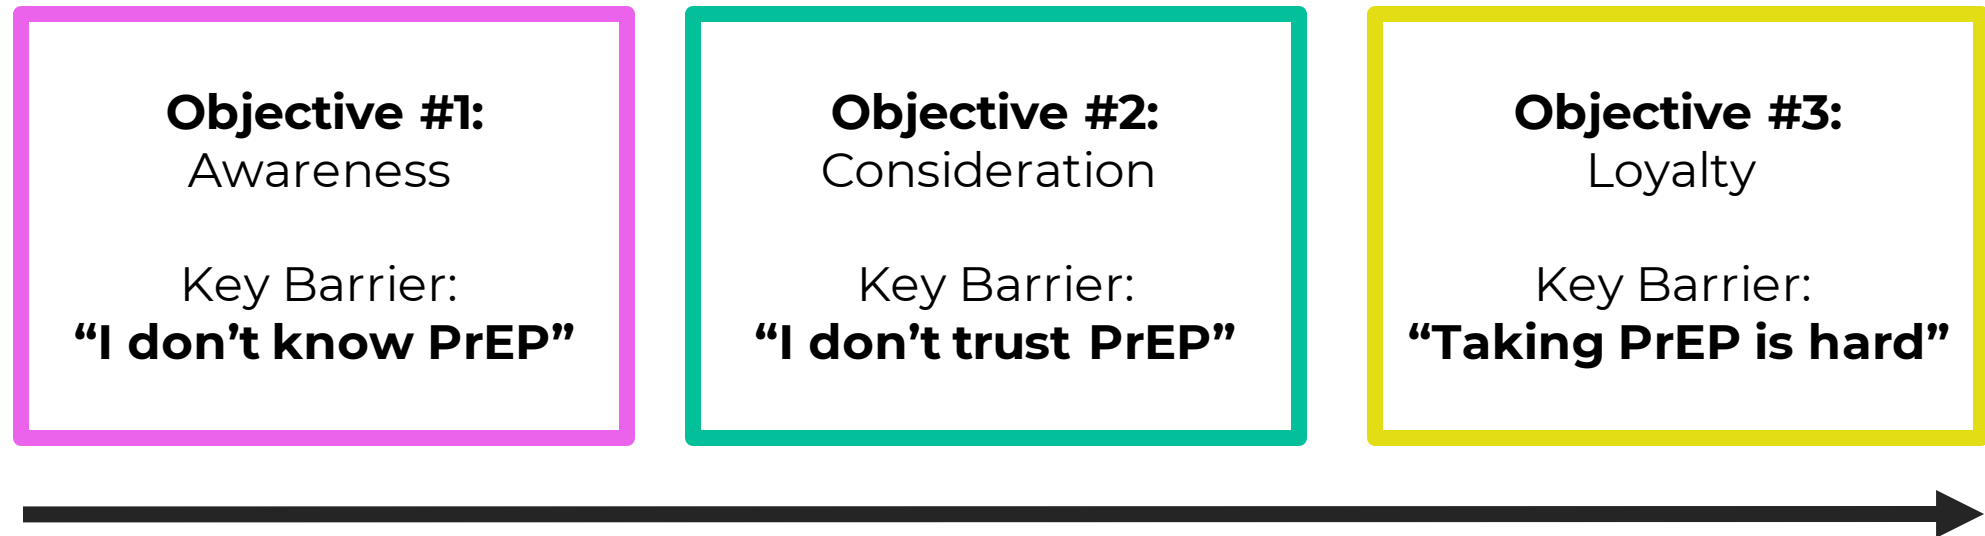 Objective #1:
Awareness
Key Barrier:
“I don’t know PrEP”
Objective #2:
Consideration
Key Barrier:
“I don’t trust PrEP”
Objective #3:
Loyalty
Key Barrier:
“Taking PrEP is hard”